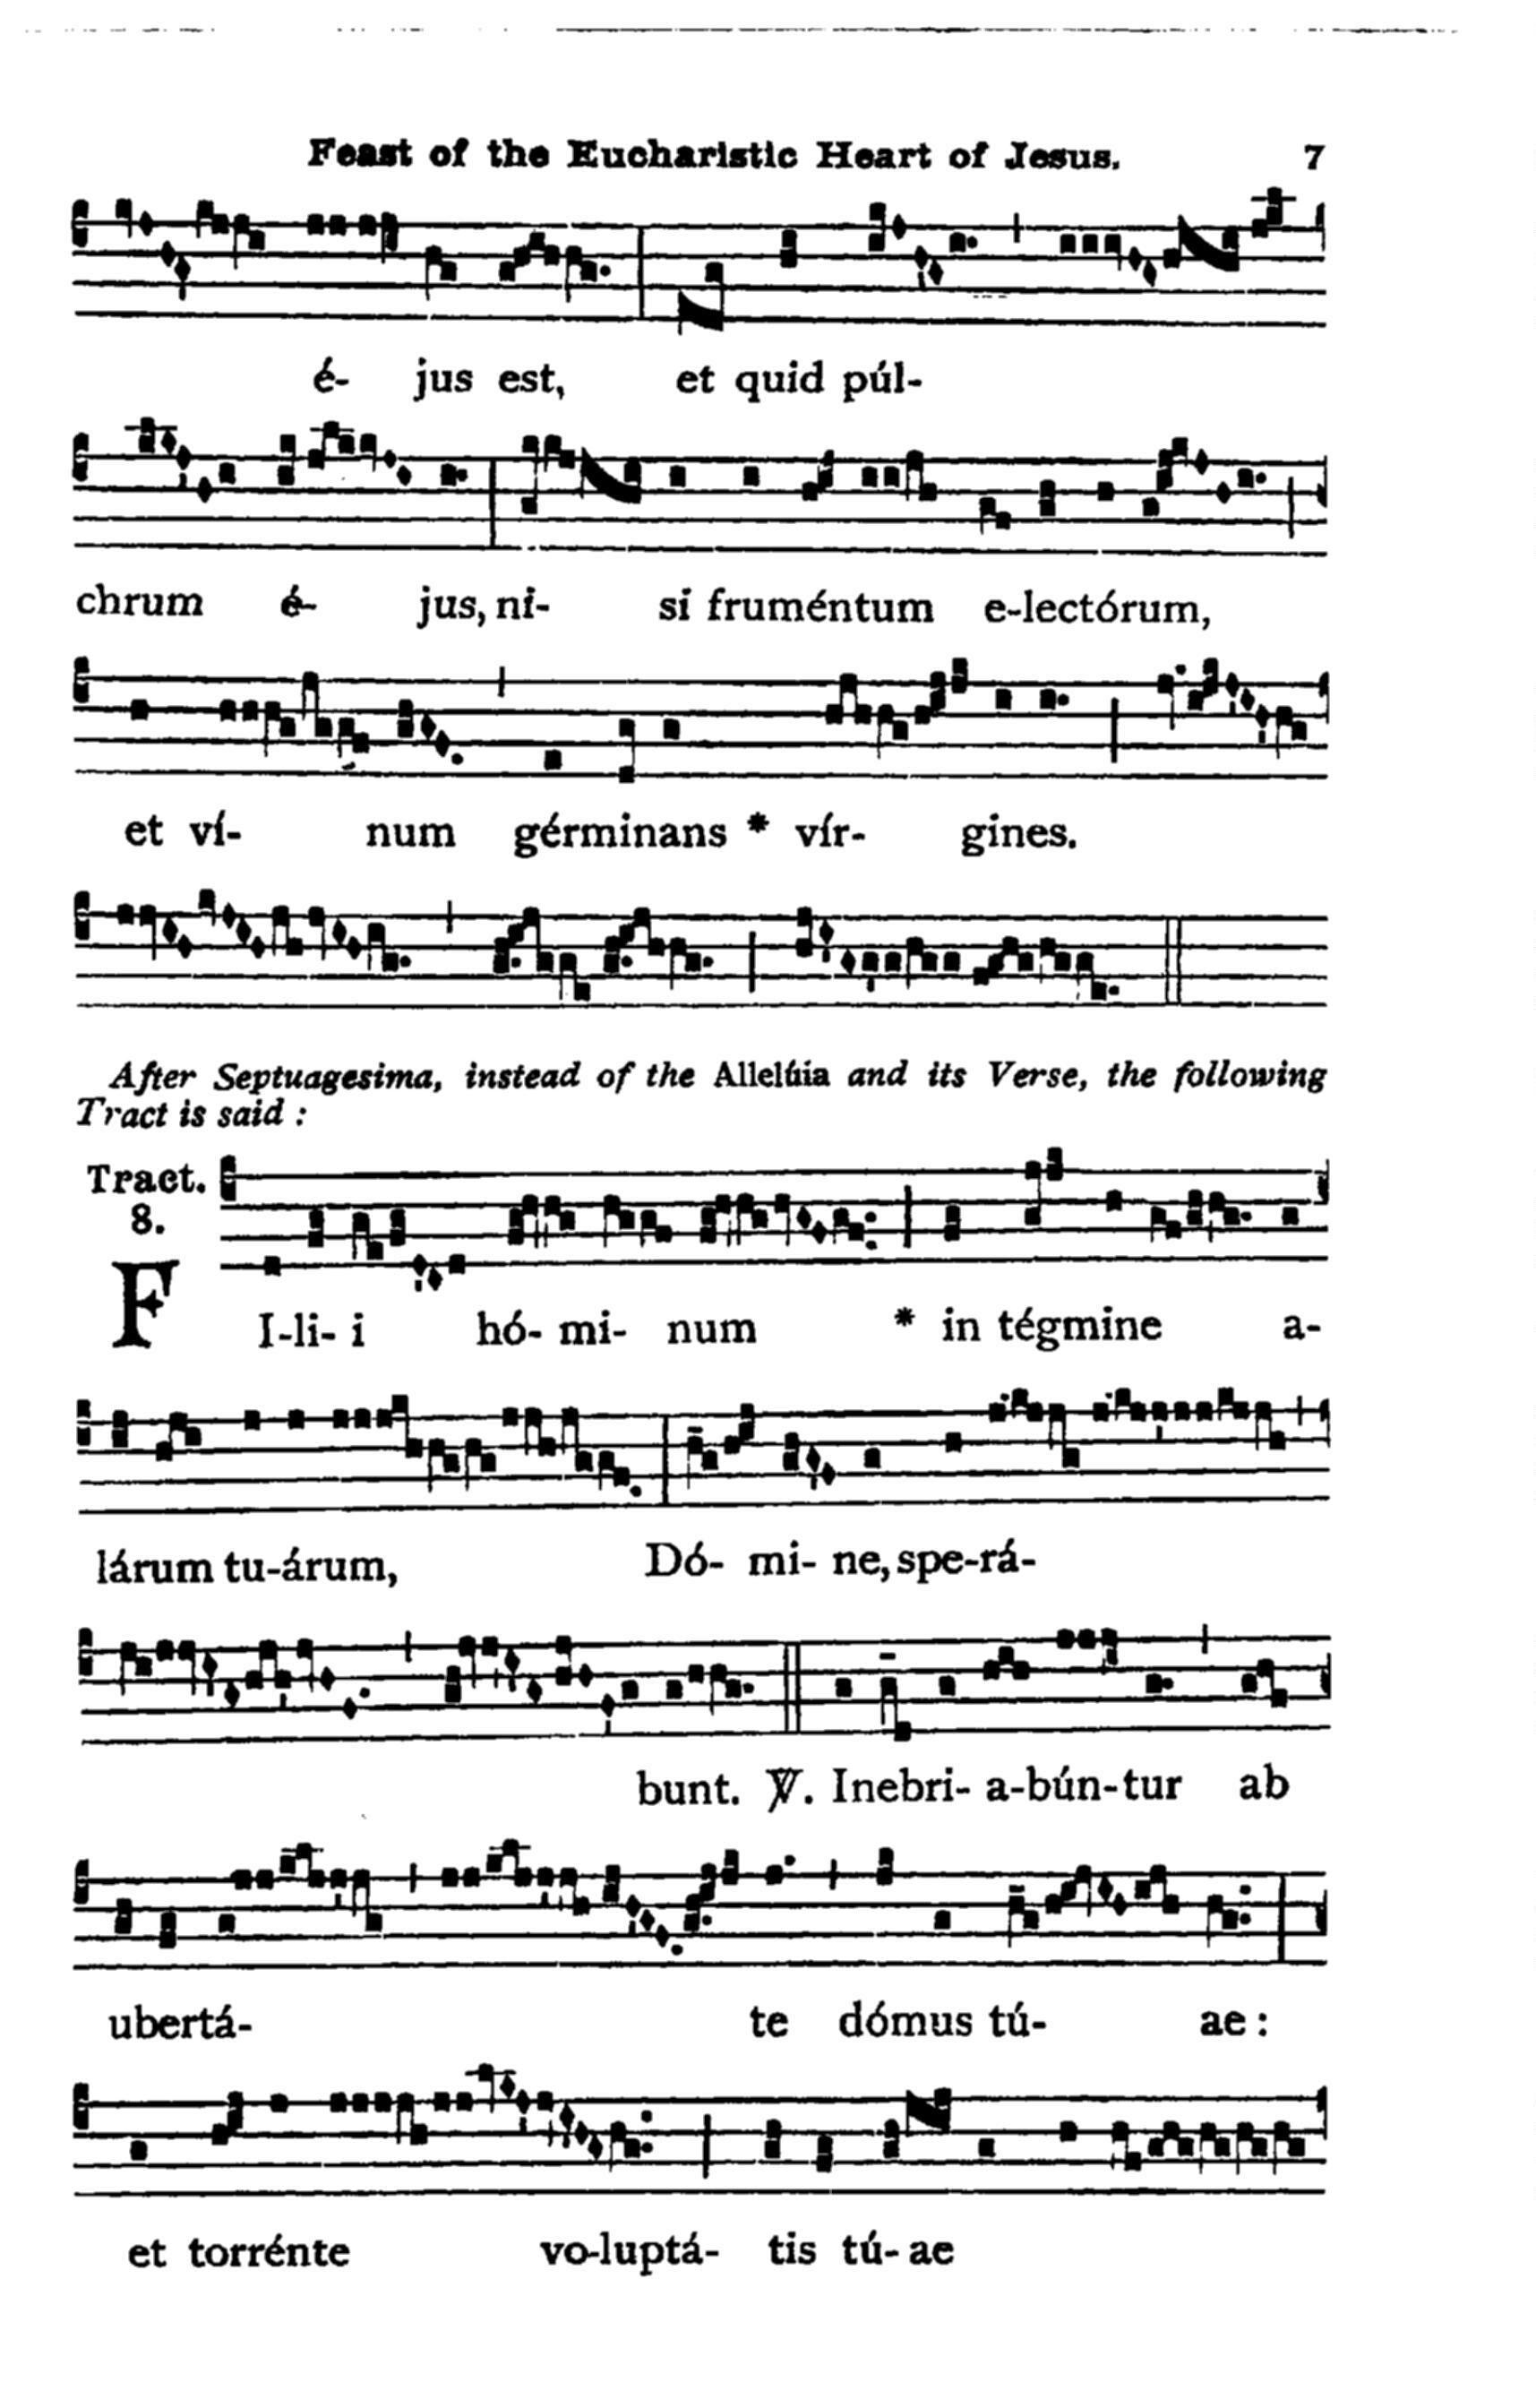 Feast of the Eucharistic Heart of Jesus. 7
é- jus est, et quid púl-
chrum é- jus, ni- si fruméntum e-lectórum,
et ví- num gérminans * vír- gines.
After Septuagesima, instead of the Allelúia and its Verse, the following
Tract is said :
Tract.
8.
FI-li- i hó- mi- num * in tégmine a-
lárum tu-árum, Dó- mi- ne, spe-rá-
bunt. ℣. Inebri- a-bún-tur ab
ubertá- te dómus tú- ae :
et torrénte vo-luptá- tis tú- ae